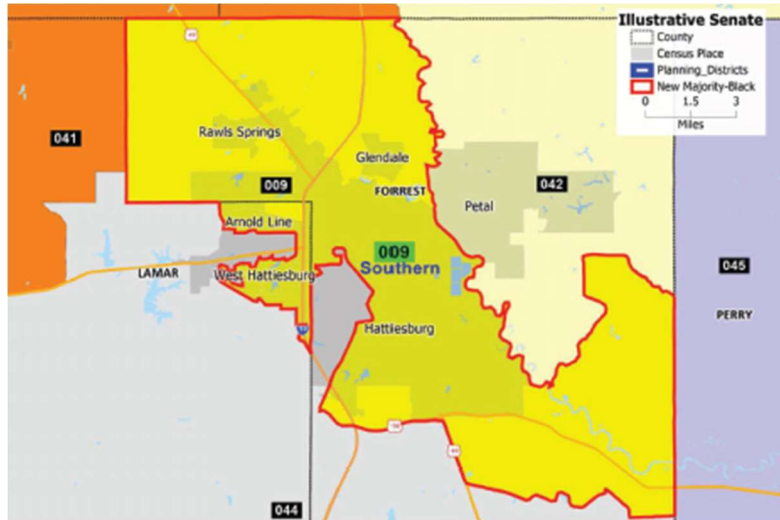 Illustrative Senate
County
Census Place
Planning_Districts
New Majority-Black
0 1.5 3
Miles
041
Rawls Springs
Glendale
009
FORREST
042
Petal
Arnold Line
009
Southern
LAMAR
West Hattiesburg
045
PERRY
Hattiesburg
044